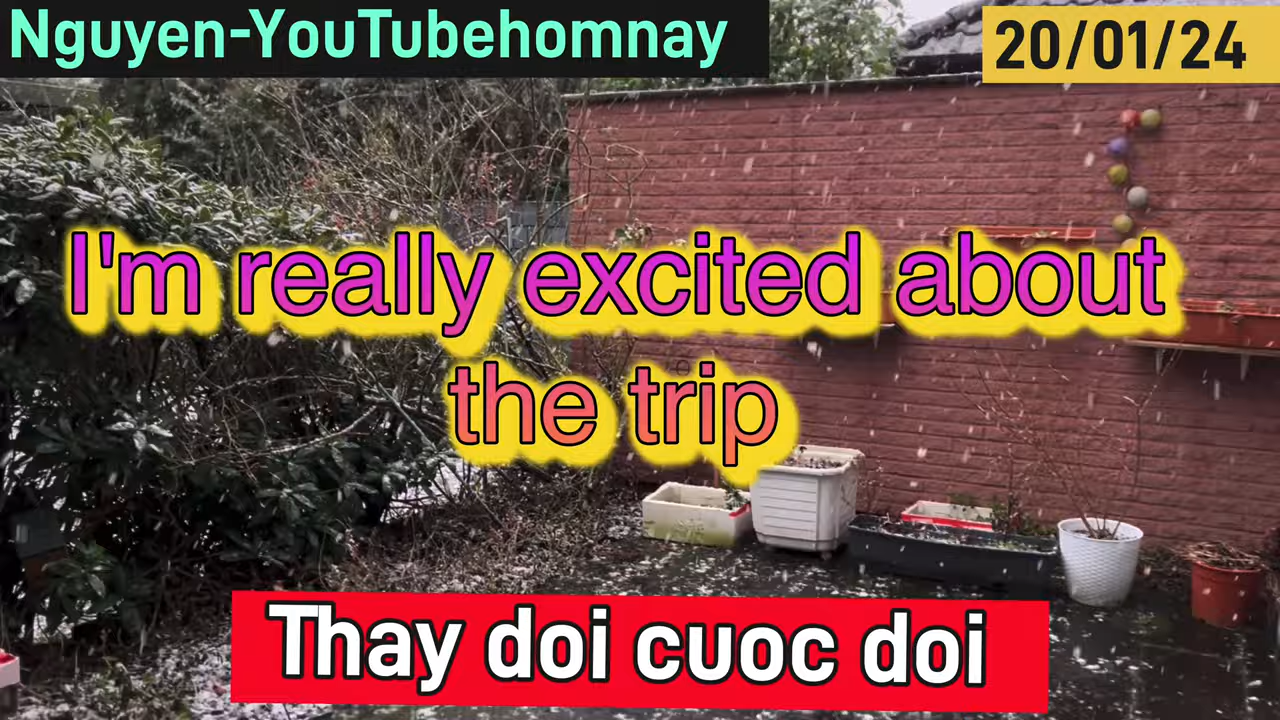 Nguyen-YouTubehomnay
20/01/24
I'm really excited about
the trip
Thay doi cuoc doi